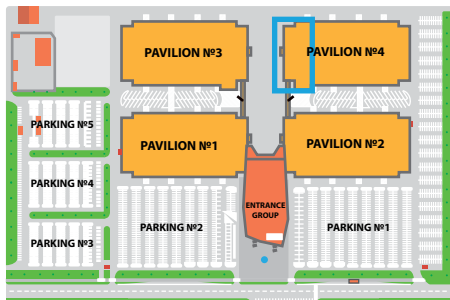 PAVILION №3
PAVILION №4
PARKING №5
PAVILION №1
PAVILION №2
PARKING №4
ENTRANCE
GROUP
PARKING №3
PARKING №2
PARKING №1